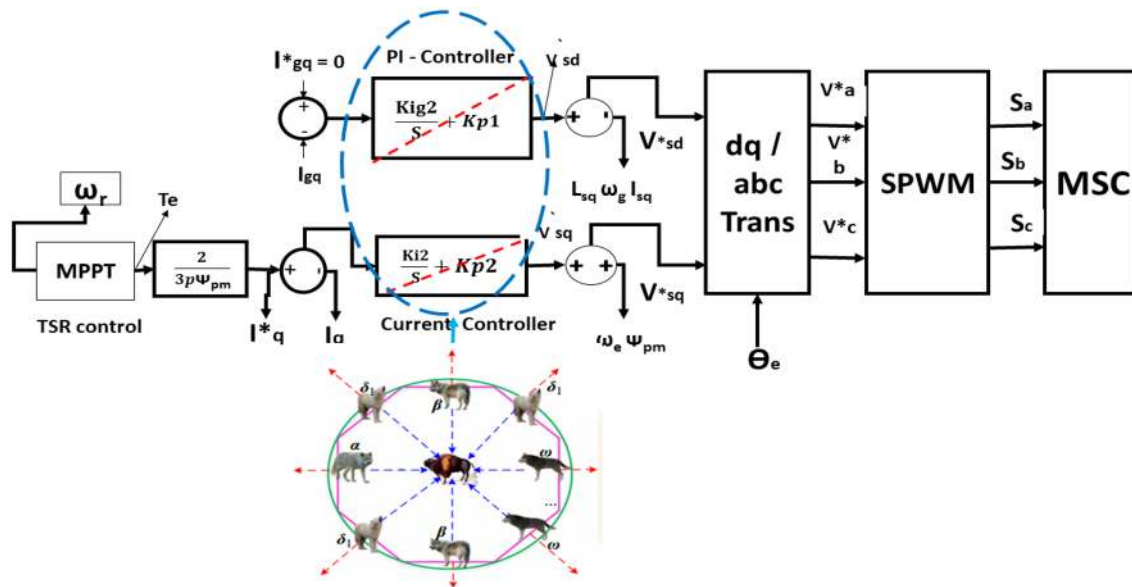 I*gq = 0
PI - Controller
V`sd
+
-
Igq
Kig2/S + Kp1
+ -
V*sd
Lsq ωg Isq
dq / abc Trans
V*a
V*b
V*c
SPWM
Sa
Sb
Sc
MSC
ωr
Te
MPPT
TSR control
2/3pΨpm
I*q
+ -
Iq
Ki2/S + Kp2
Current Controller
V`sq
+ +
V*sq
ωe Ψpm
Θe
δ1
β
δ1
α
ω
...
δ1
β
ω